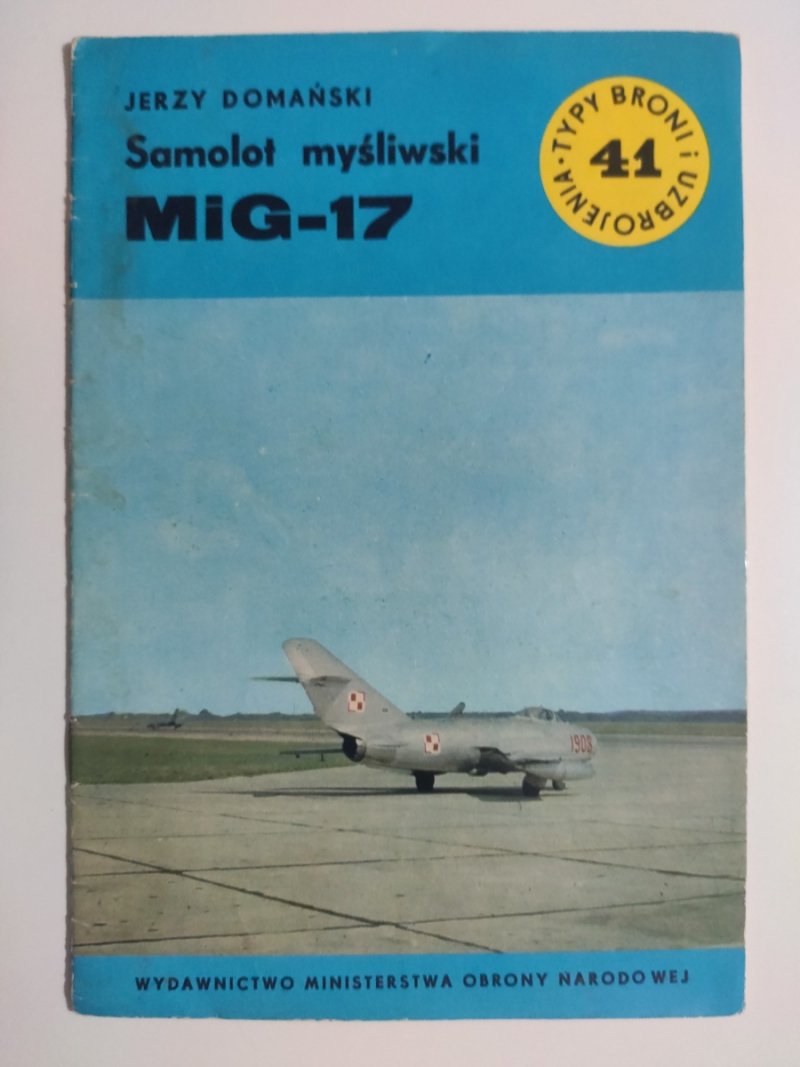 JERZY DOMAŃSKI
Samolot myśliwski
MiG-17
TYPY BRONI i UZBROJENIA •
41
1908
WYDAWNICTWO MINISTERSTWA OBRONY NARODOWEJ